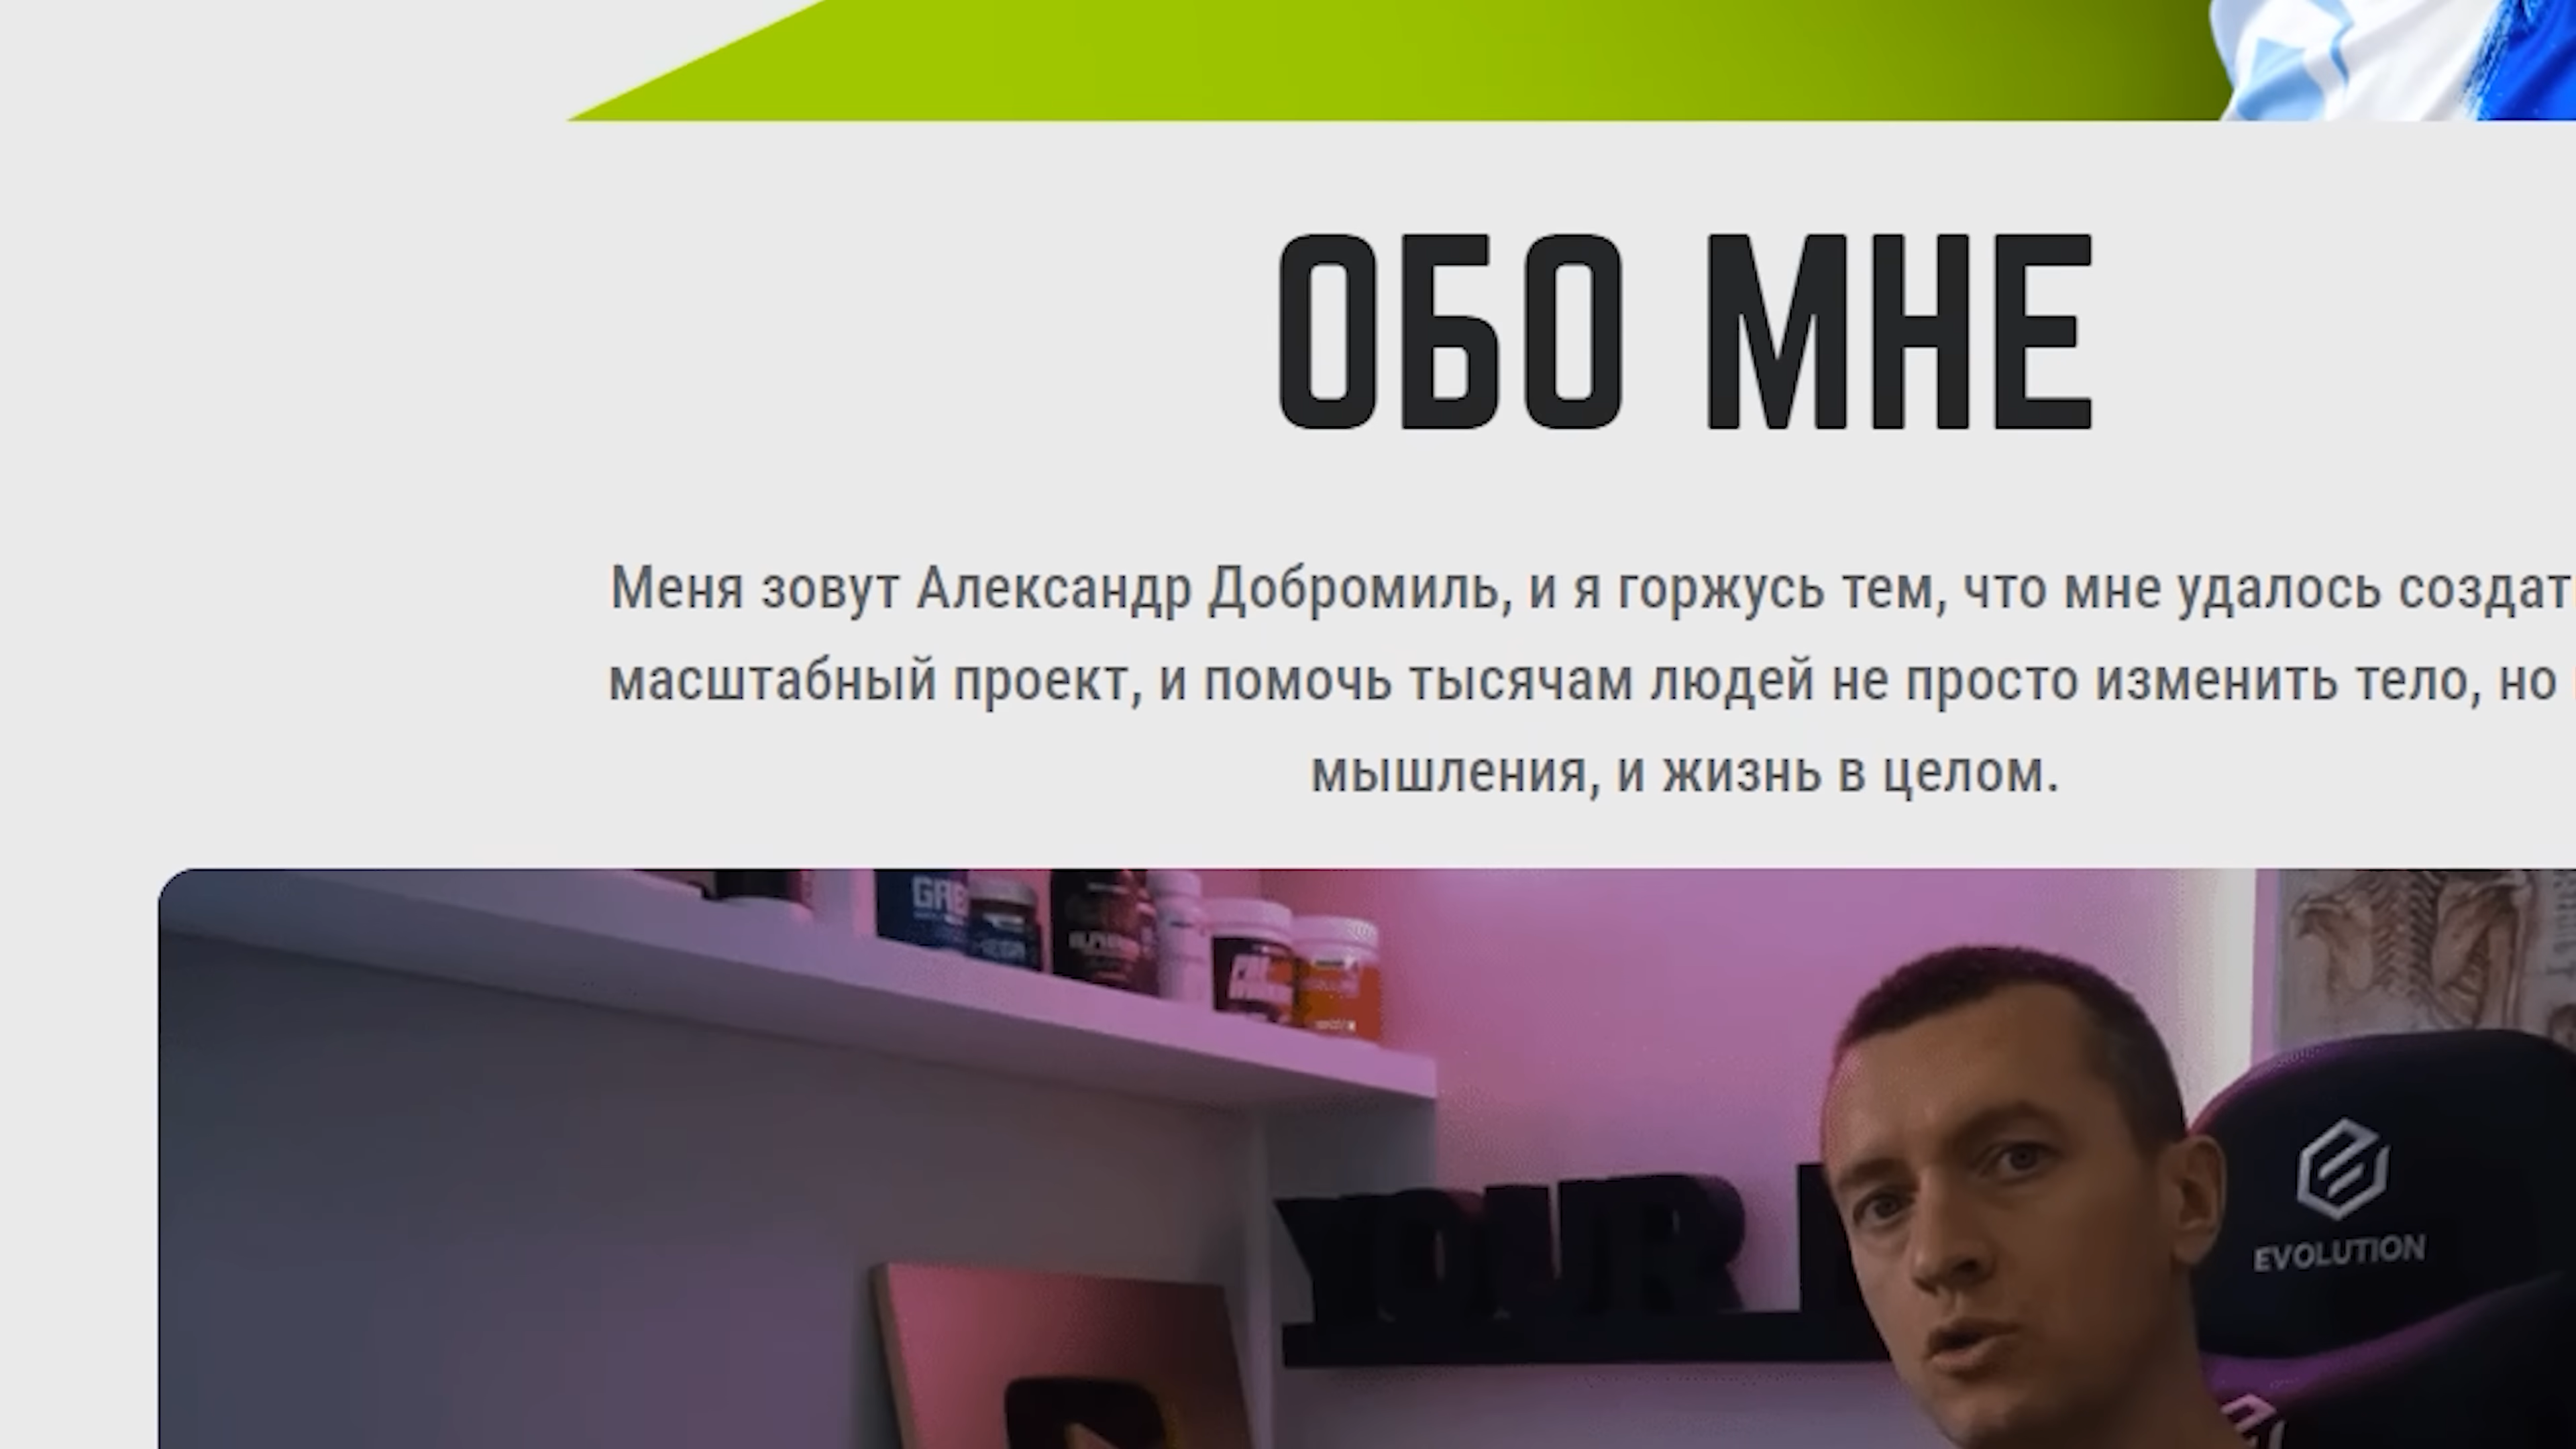 ОБО МНЕ
Меня зовут Александр Добромиль, и я горжусь тем, что мне удалось создат
масштабный проект, и помочь тысячам людей не просто изменить тело, но
мышления, и жизнь в целом.
YOUR
EVOLUTION